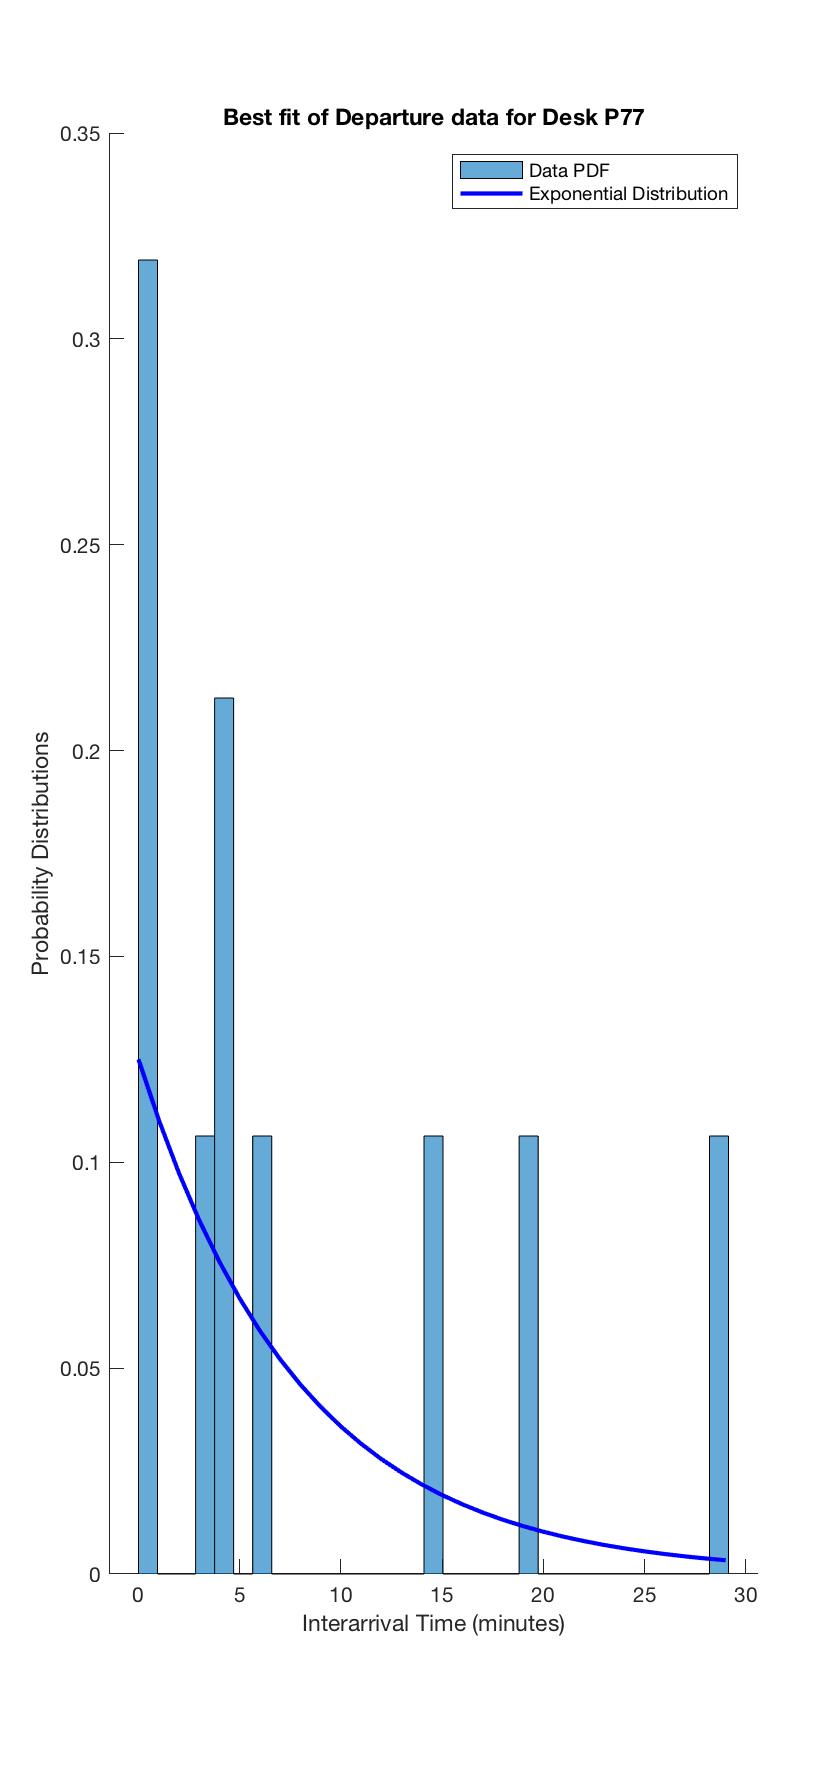 Best fit of Departure data for Desk P77
0.35
Data PDF
Exponential Distribution
0.3
0.25
0.2
0.15
0.1
0.05
0
Probability Distributions
0 5 10 15 20 25 30
Interarrival Time (minutes)